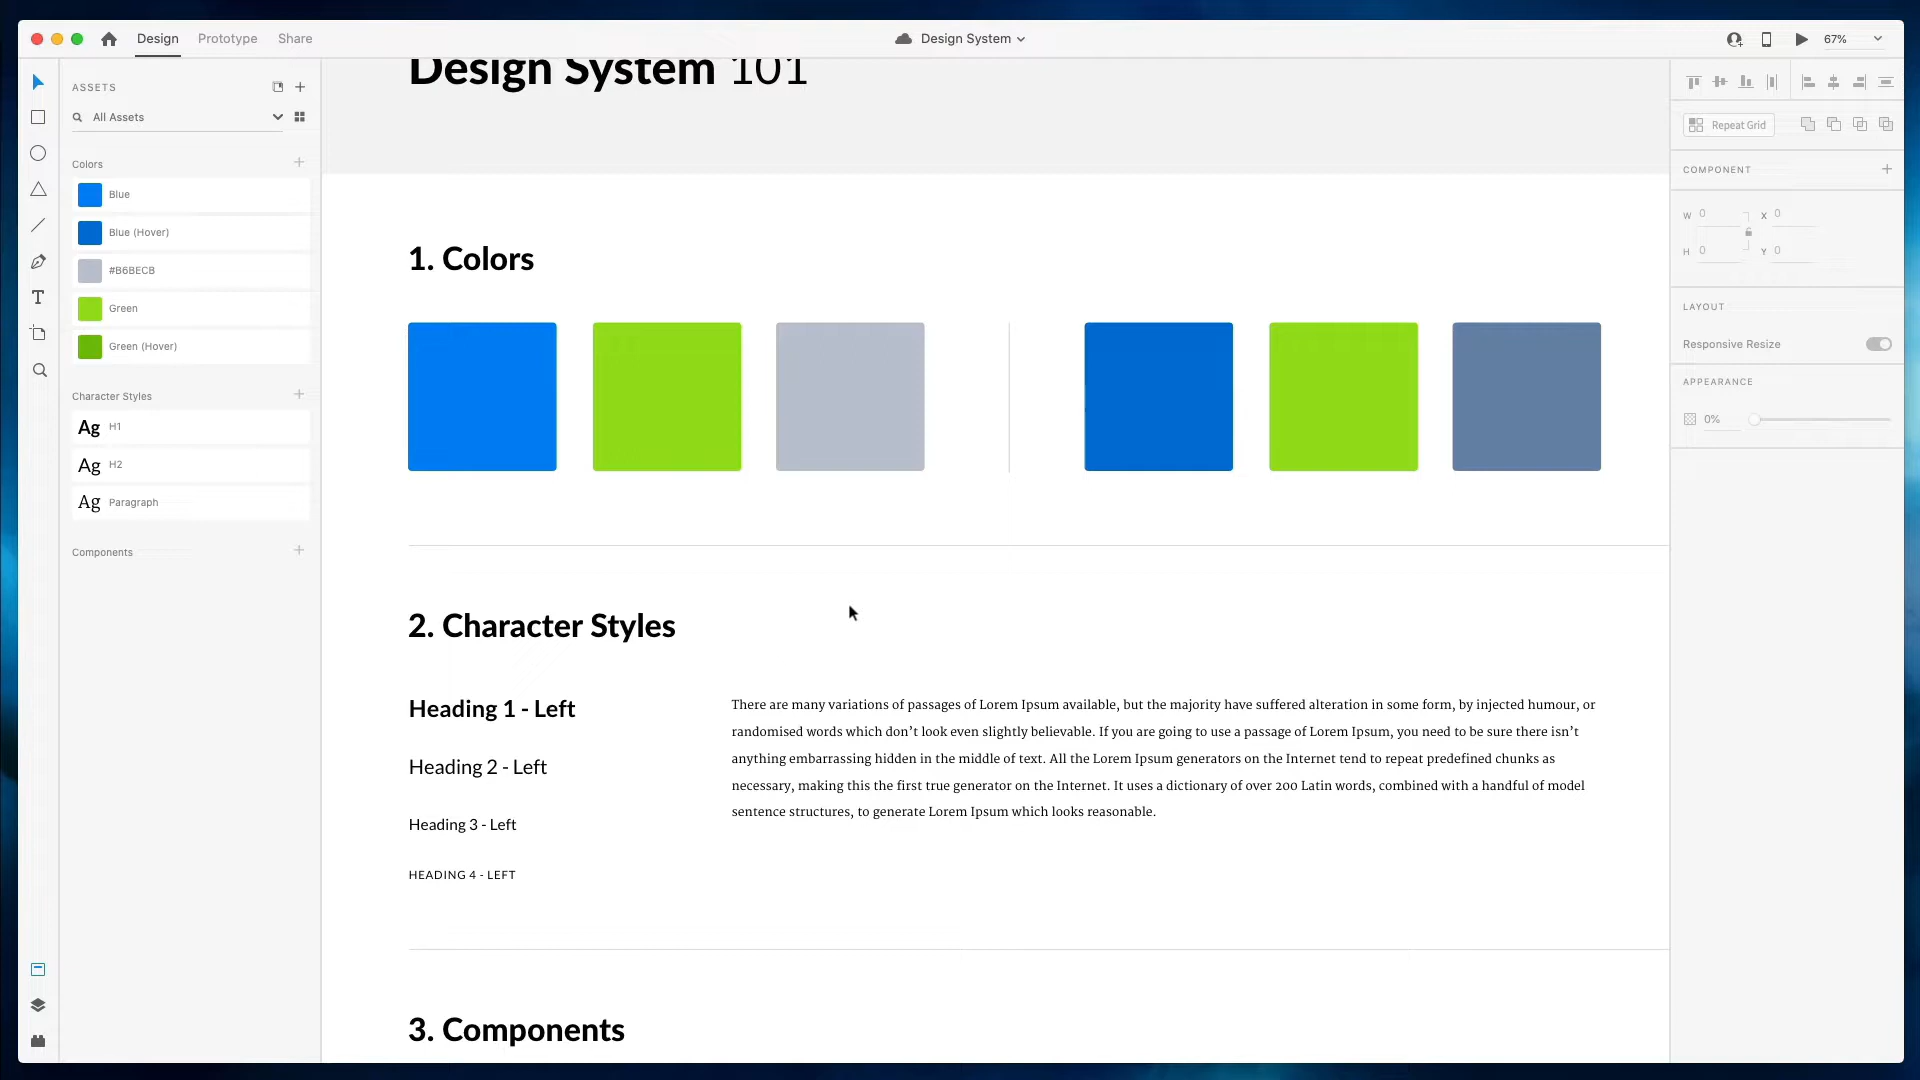 Design Prototype Share
Design System
67%
ASSETS
All Assets
Colors
Blue
Blue (Hover)
#B6BECB
Green
Green (Hover)
Character Styles
Ag H1
Ag H2
Ag Paragraph
Components
Design System 101
1. Colors
2. Character Styles
Heading 1 - Left
Heading 2 - Left
Heading 3 - Left
HEADING 4 - LEFT
There are many variations of passages of Lorem Ipsum available, but the majority have suffered alteration in some form, by injected humour, or
randomised words which don’t look even slightly believable. If you are going to use a passage of Lorem Ipsum, you need to be sure there isn’t
anything embarrassing hidden in the middle of text. All the Lorem Ipsum generators on the Internet tend to repeat predefined chunks as
necessary, making this the first true generator on the Internet. It uses a dictionary of over 200 Latin words, combined with a handful of model
sentence structures, to generate Lorem Ipsum which looks reasonable.
3. Components
Repeat Grid
COMPONENT
W 0 X 0
H 0 Y 0
LAYOUT
Responsive Resize
APPEARANCE
0%